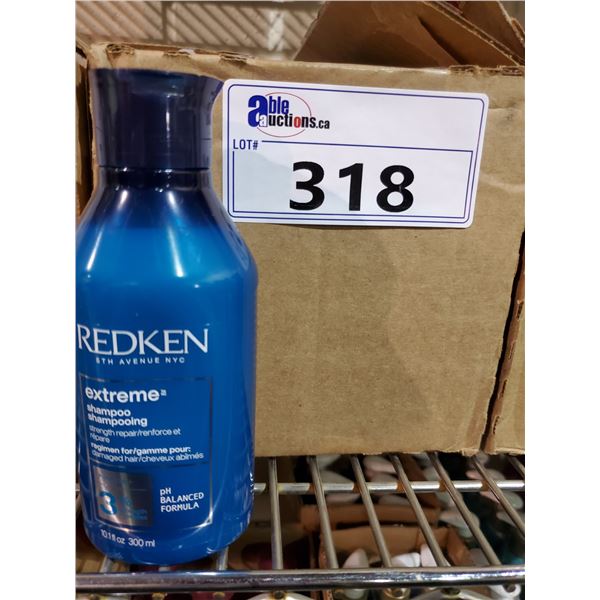 able
auctions.ca
LOT#
318
REDKEN
5TH AVENUE NYC
extreme
shampoo
shampooing
strength repair/renforce et
répare
regimen for/gamme pour:
damaged hair/cheveux abîmés
3%
pH
BALANCED
FORMULA
10.1 fl oz 300 ml